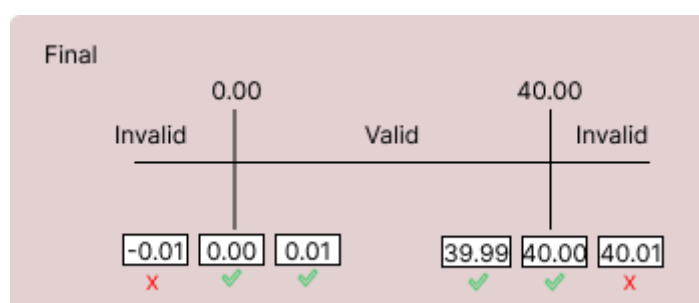 Final
0.00 40.00
Invalid Valid Invalid
-0.01 0.00 0.01 39.99 40.00 40.01
x x